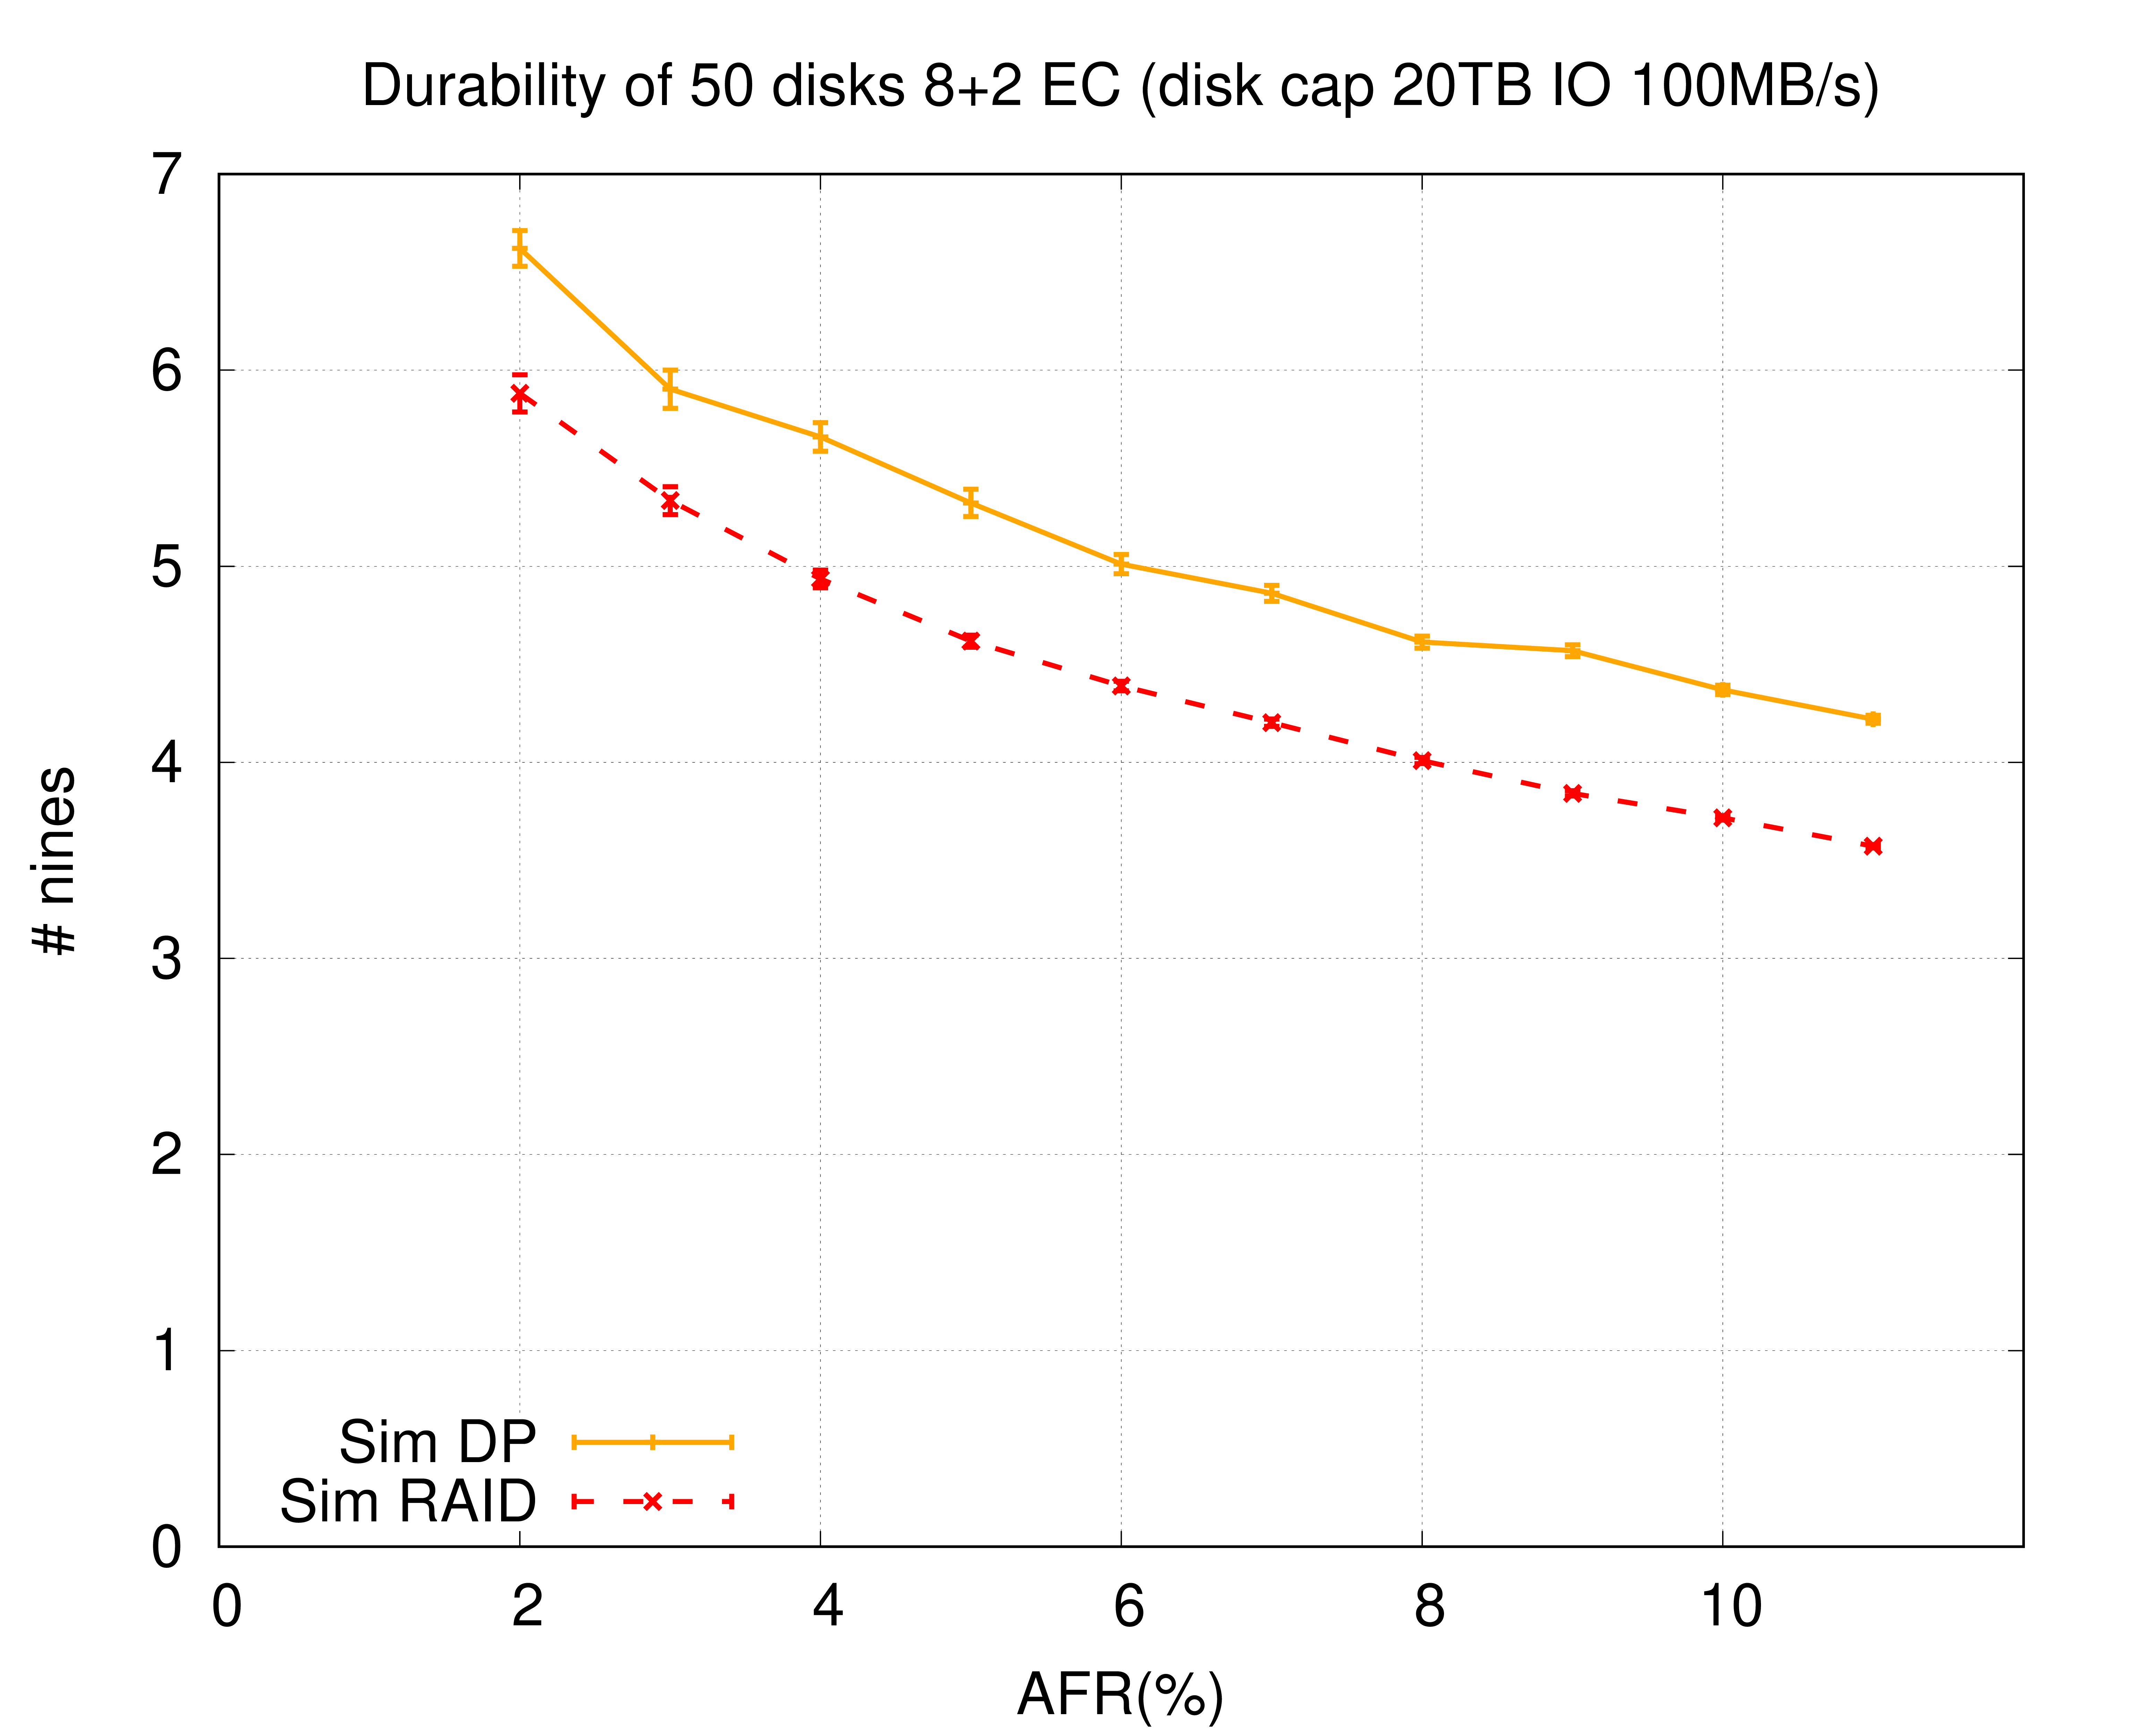 Durability of 50 disks 8+2 EC (disk cap 20TB IO 100MB/s)
7
6
5
4
3
2
1
0
# nines
Sim DP
Sim RAID
0 2 4 6 8 10
AFR(%)